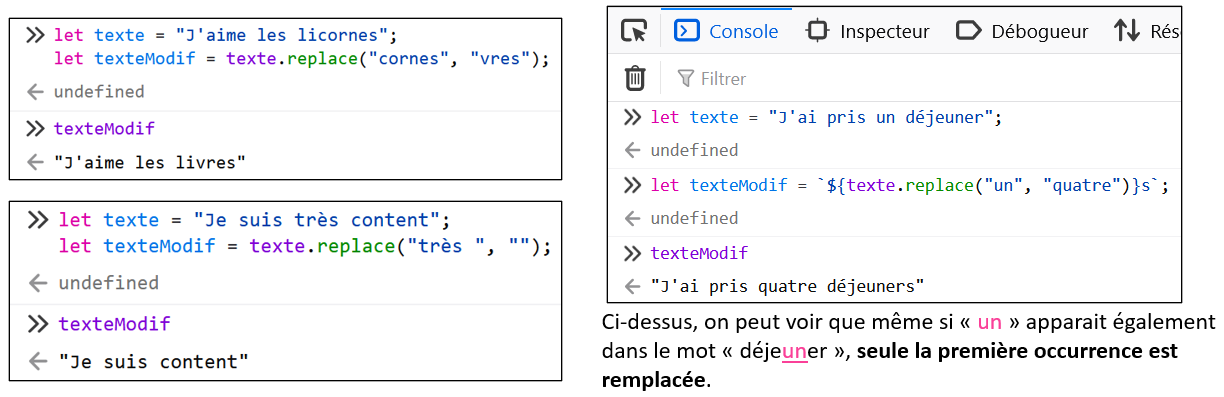 let texte = "J'aime les licornes";
let texteModif = texte.replace("cornes", "vres");
undefined
texteModif
"J'aime les livres"
let texte = "Je suis très content";
let texteModif = texte.replace("très ", "");
undefined
texteModif
"Je suis content"
Console Inspecteur Débogueur Rés
Filtrer
let texte = "J'ai pris un déjeuner";
undefined
let texteModif = `${texte.replace("un", "quatre")}s`;
undefined
texteModif
"J'ai pris quatre déjeuners"
Ci-dessus, on peut voir que même si « un » apparait également
dans le mot « déjeuner », seule la première occurrence est
remplacée.